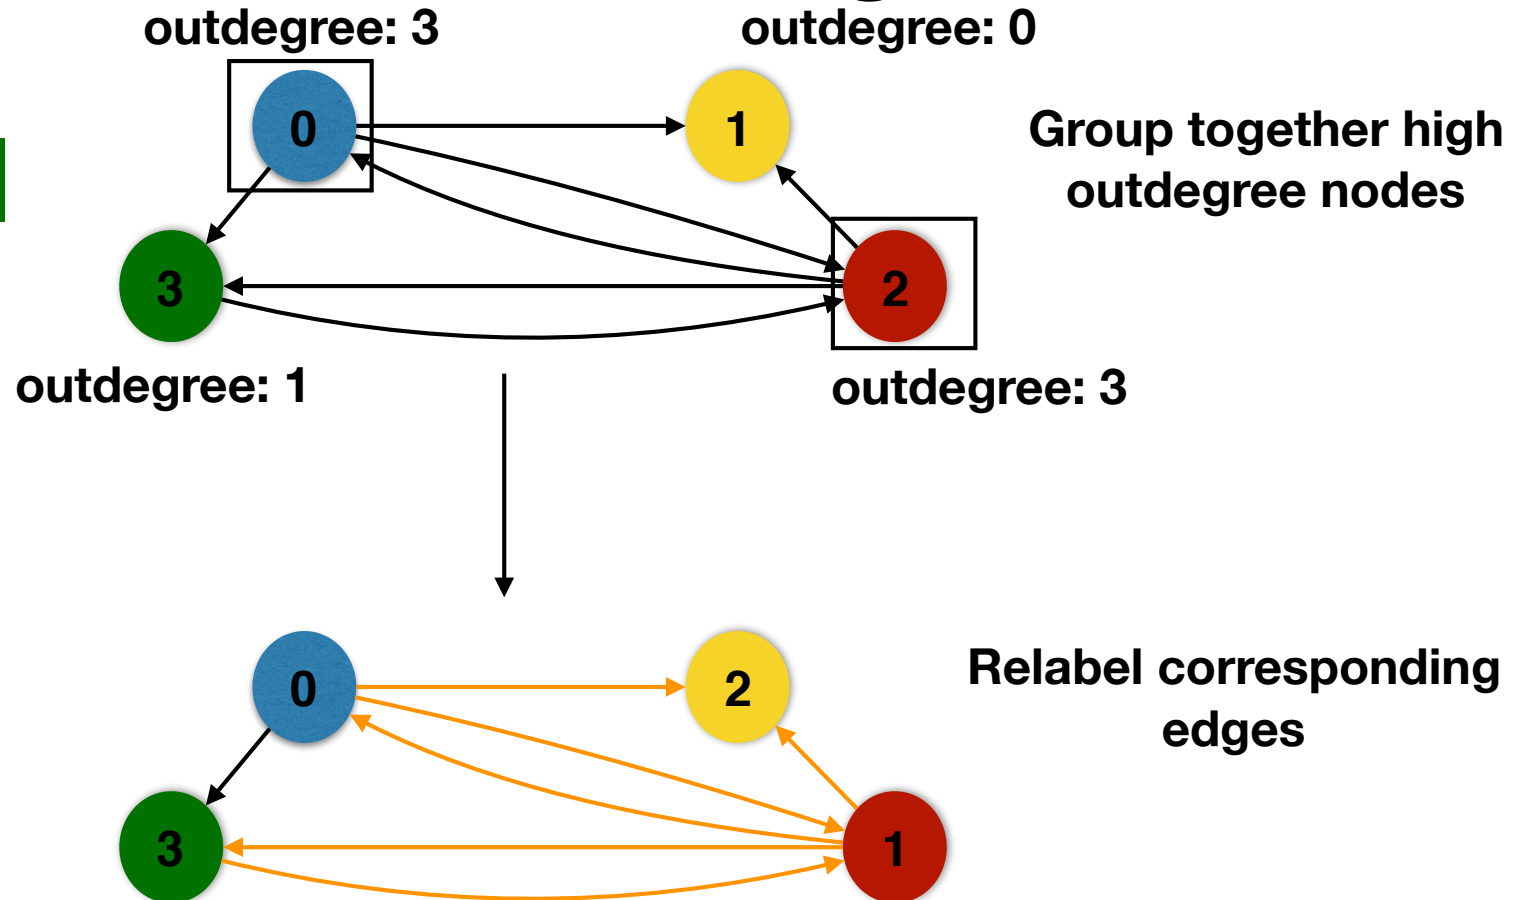 outdegree: 3
outdegree: 0
0
1
Group together high
outdegree nodes
3
2
outdegree: 1
outdegree: 3
0
2
Relabel corresponding
edges
3
1